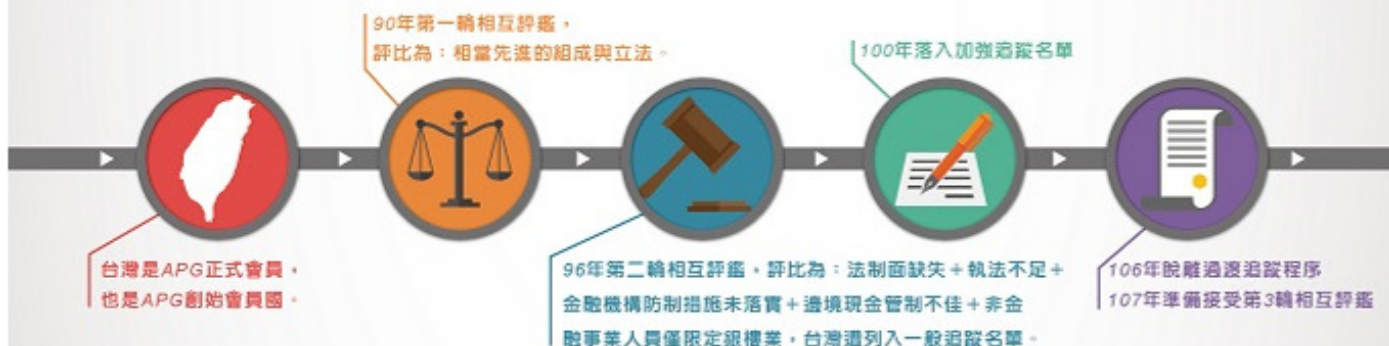 90年第一輪相互評鑑，
評比為：相當先進的組成與立法。
100年落入加強追蹤名單
台灣是APG正式會員，
也是APG創始會員國。
96年第二輪相互評鑑，評比為：法制面缺失＋執法不足＋
金融機構防制措施未落實＋邊境現金管制不佳＋非金
融事業人員僅限定銀樓業，台灣遭列入一般追蹤名單。
106年脫離過渡追蹤程序
107年準備接受第3輪相互評鑑